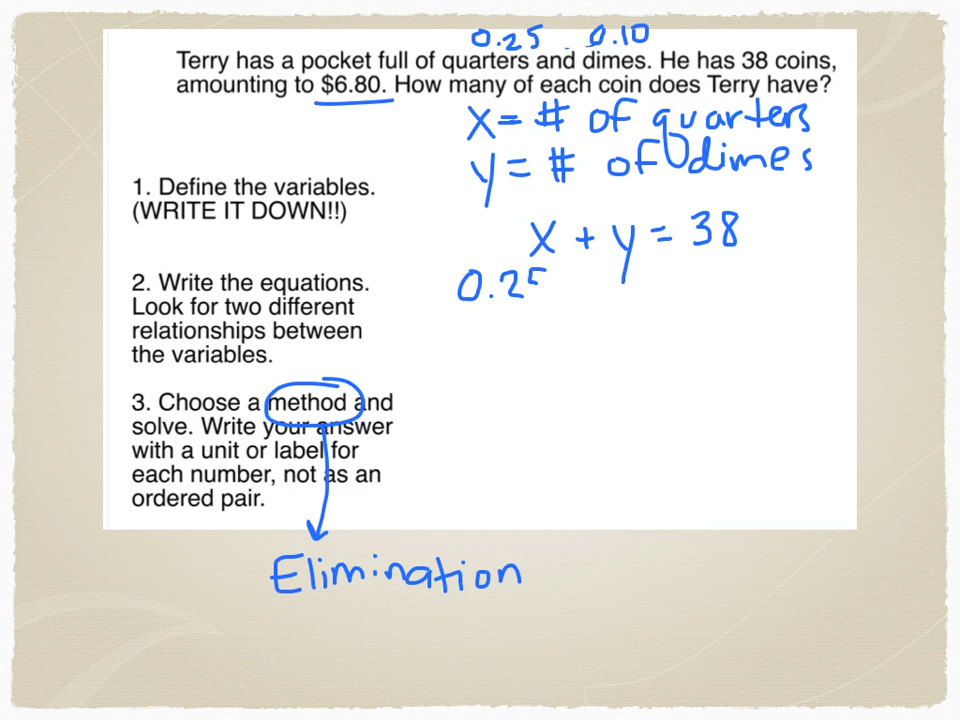 0.25 0.10
Terry has a pocket full of quarters and dimes. He has 38 coins,
amounting to $6.80. How many of each coin does Terry have?
x = # of quarters
y = # of dimes
1. Define the variables.
(WRITE IT DOWN!!)
x + y = 38
0.25
2. Write the equations.
Look for two different
relationships between
the variables.
3. Choose a method and
solve. Write your answer
with a unit or label for
each number, not as an
ordered pair.
Elimination